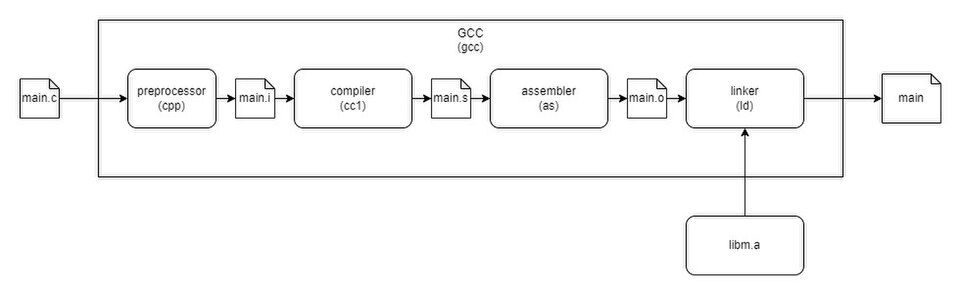 GCC
(gcc)
main.c
preprocessor
(cpp)
main.i
compiler
(cc1)
main.s
assembler
(as)
main.o
linker
(ld)
main
libm.a